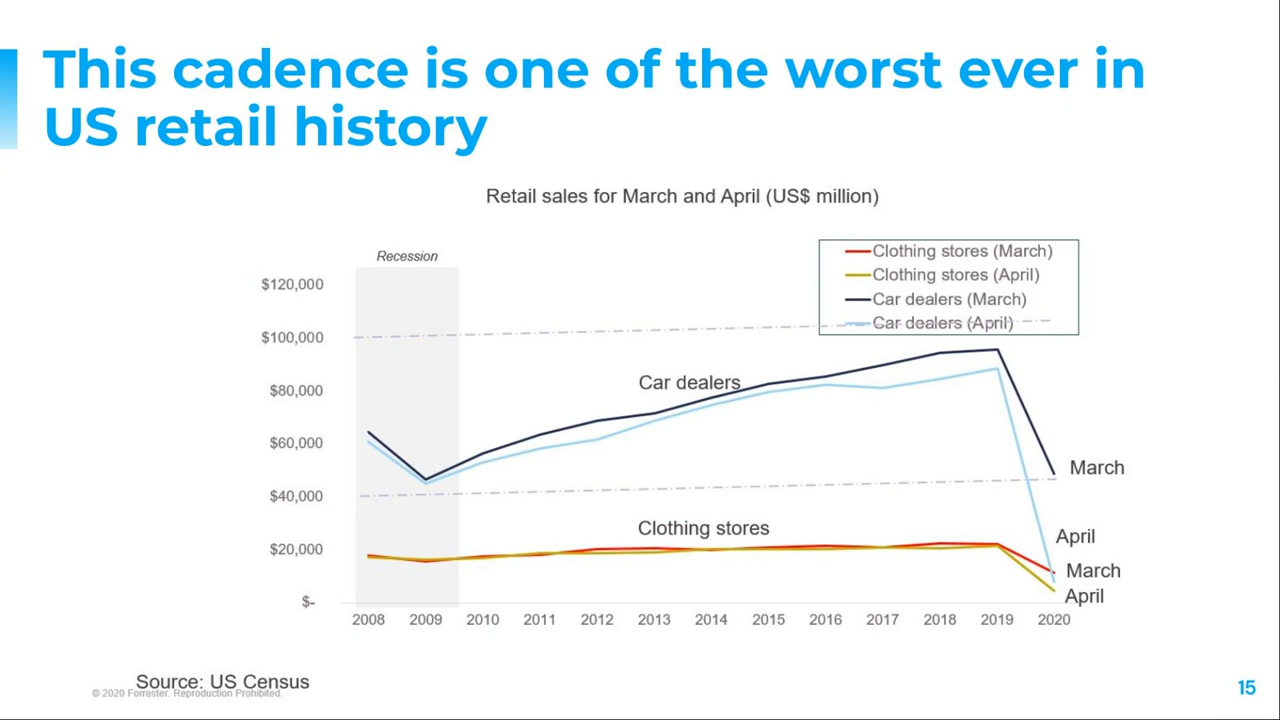 This cadence is one of the worst ever in
US retail history
Retail sales for March and April (US$ million)
Recession
Clothing stores (March)
Clothing stores (April)
Car dealers (March)
Car dealers (April)
$120,000
$100,000
$80,000
$60,000
$40,000
$20,000
$-
Car dealers
Clothing stores
March
April
March
April
2008 2009 2010 2011 2012 2013 2014 2015 2016 2017 2018 2019 2020
Source: US Census
© 2020 Forrester. Reproduction Prohibited.
15